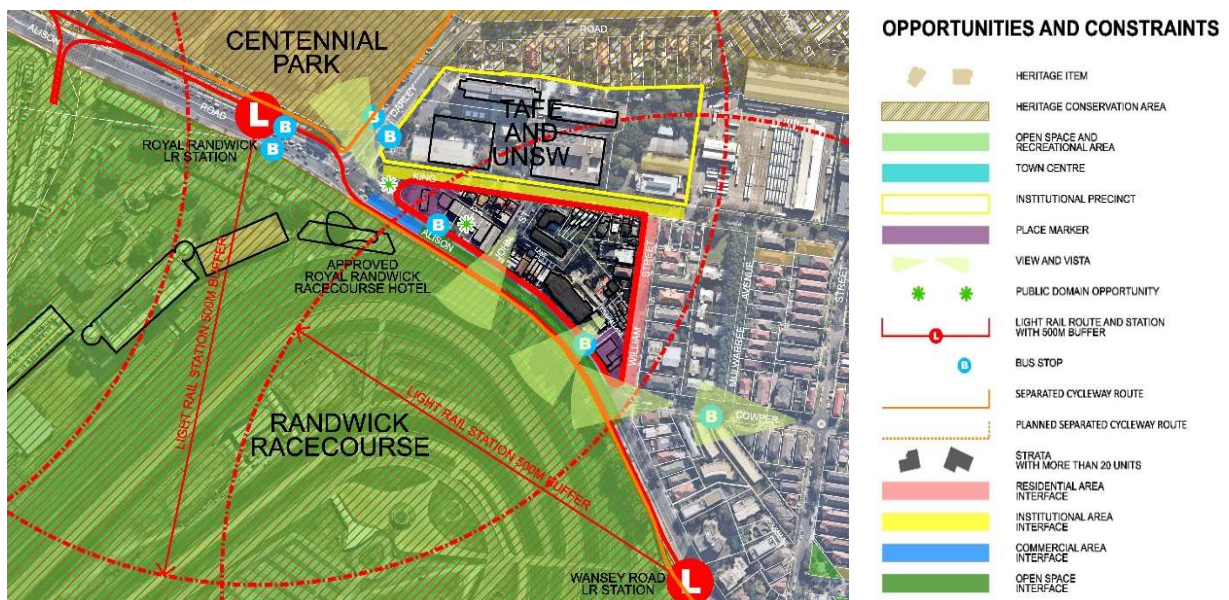 CENTENNIAL
PARK
ALISON
ROAD
ROAD
DARLEY
TAFE
AND
UNSW
L
B
B
B
B
ROYAL RANDWICK
LR STATION
KING
ALISON
B
APPROVED
ROYAL RANDWICK
RACECOURSE HOTEL
ST
STREET
WILLIAM
AVENUE
MULWARREE
STREET
B
B
COWPER
LIGHT RAIL STATION 500M BUFFER
LIGHT RAIL STATION 500M BUFFER
RANDWICK
RACECOURSE
WANSEY ROAD
LR STATION
L
OPPORTUNITIES AND CONSTRAINTS
HERITAGE ITEM
HERITAGE CONSERVATION AREA
OPEN SPACE AND
RECREATIONAL AREA
TOWN CENTRE
INSTITUTIONAL PRECINCT
PLACE MARKER
VIEW AND VISTA
PUBLIC DOMAIN OPPORTUNITY
L
LIGHT RAIL ROUTE AND STATION
WITH 500M BUFFER
B
BUS STOP
SEPARATED CYCLEWAY ROUTE
PLANNED SEPARATED CYCLEWAY ROUTE
STRATA
WITH MORE THAN 20 UNITS
RESIDENTIAL AREA
INTERFACE
INSTITUTIONAL AREA
INTERFACE
COMMERCIAL AREA
INTERFACE
OPEN SPACE
INTERFACE